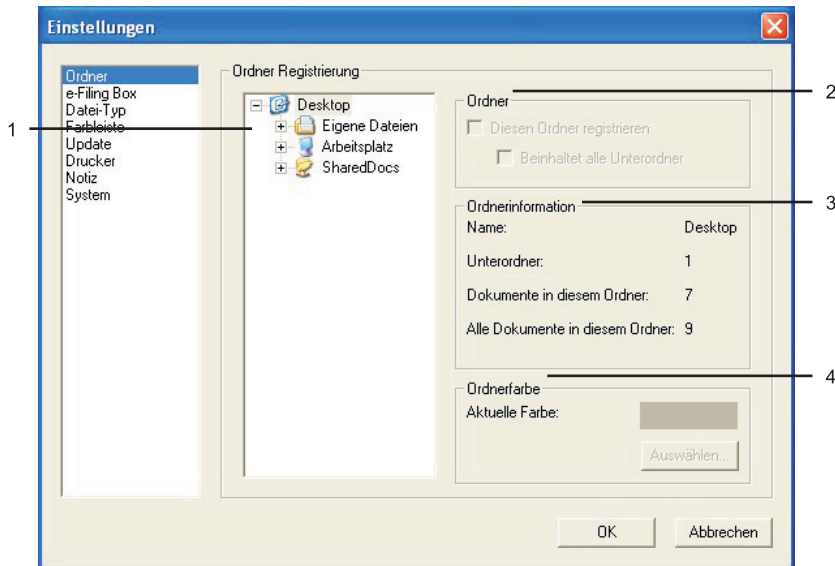 Einstellungen
Ordner
e-Filing Box
Datei-Typ
Farbleiste
Update
Drucker
Notiz
System
Ordner Registrierung
Desktop
Eigene Dateien
Arbeitsplatz
SharedDocs
Ordner
Diesen Ordner registrieren
Beinhaltet alle Unterordner
Ordnerinformation
Name: Desktop
Unterordner: 1
Dokumente in diesem Ordner: 7
Alle Dokumente in diesem Ordner: 9
Ordnerfarbe
Aktuelle Farbe:
Auswählen...
OK Abbrechen
1
2
3
4